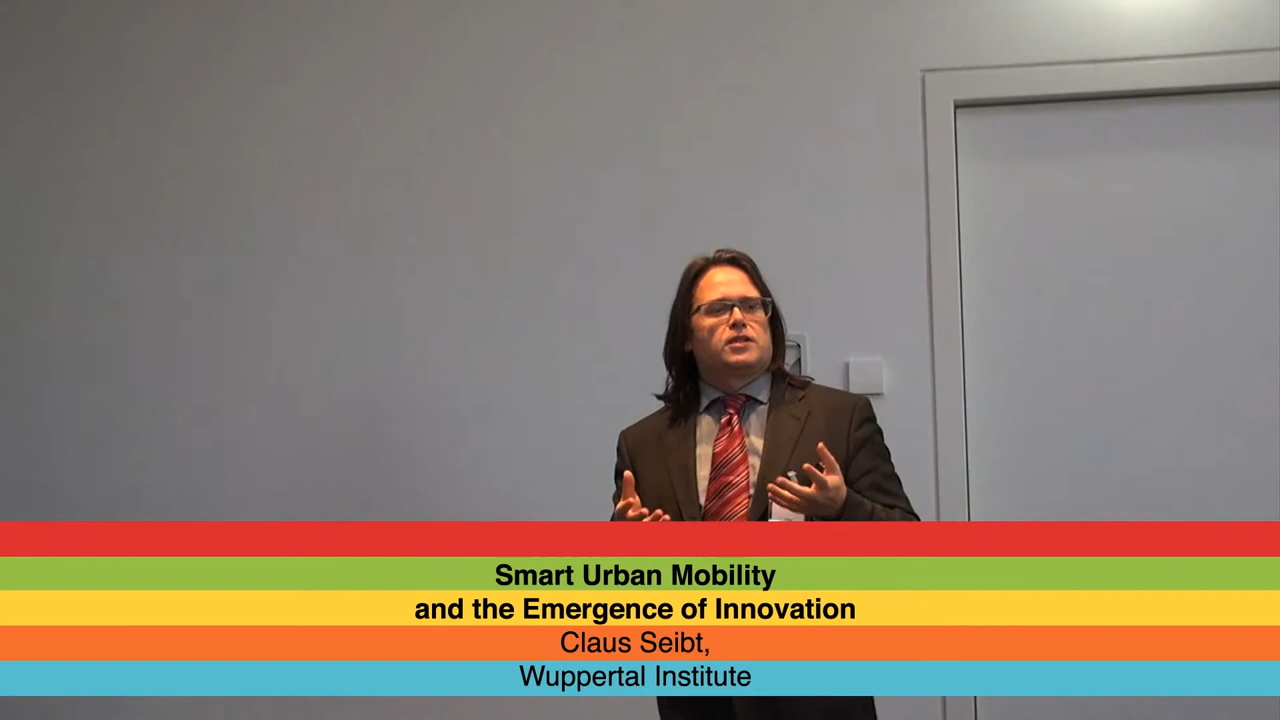 Smart Urban Mobility
and the Emergence of Innovation
Claus Seibt,
Wuppertal Institute